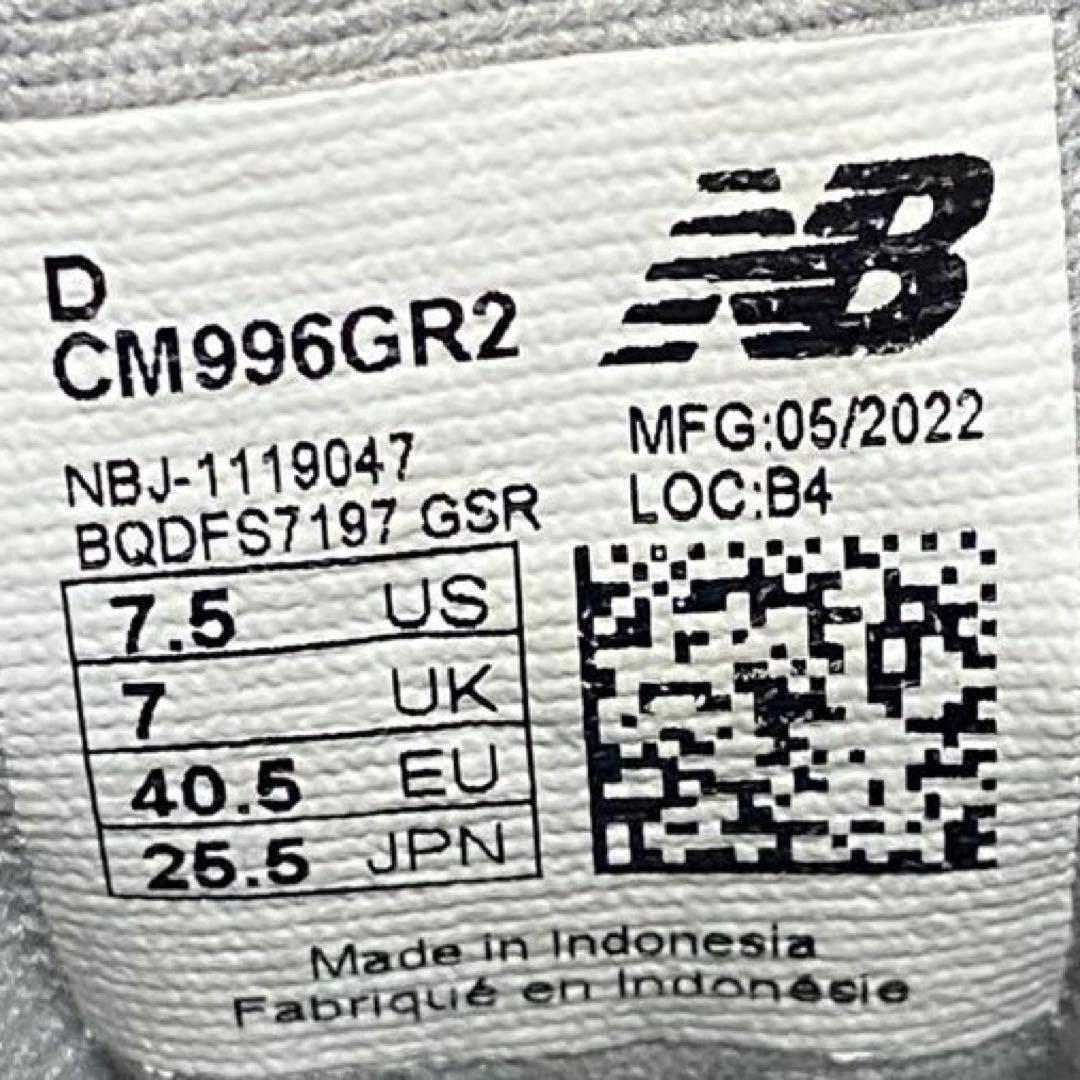 NB
D
CM996GR2
NBJ-1119047
BQDFS7197 GSR
MFG:05/2022
LOC:B4
7.5 US
7 UK
40.5 EU
25.5 JPN
Made in Indonesia
Fabriqué en Indonésie